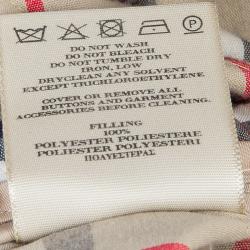 DO NOT WASH
DO NOT BLEACH
DO NOT TUMBLE DRY
IRON, LOW
DRYCLEAN ANY SOLVENT
EXCEPT TRICHLOROETHYLENE
COVER OR REMOVE ALL
BUTTONS AND GARMENT
ACCESSORIES BEFORE CLEANING.
FILLING
100%
POLYESTER POLIESTERE
POLYESTER POLIÉSTERI
ΠΟΛΥΕΣΤΕΡΑΣ